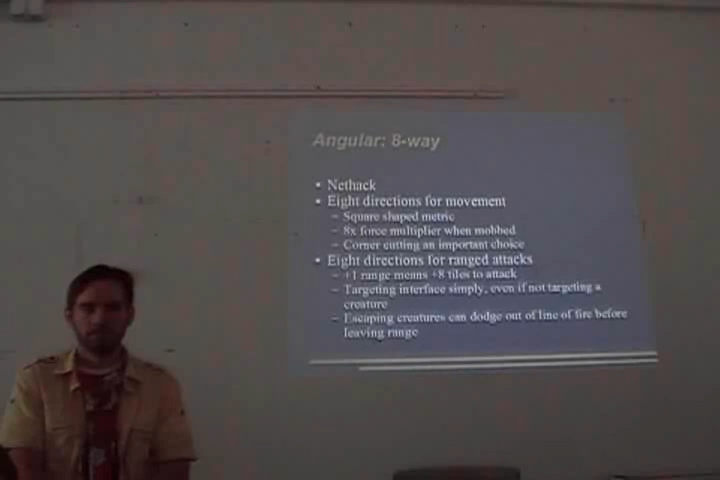 Angular: 8-way
• Nethack
• Eight directions for movement
– Square shaped metric
– 8x force multiplier when mobbed
– Corner cutting an important choice
• Eight directions for ranged attacks
– +1 range means +8 tiles to attack
– Targeting interface simply, even if not targeting a
creature
– Escaping creatures can dodge out of line of fire before
leaving range